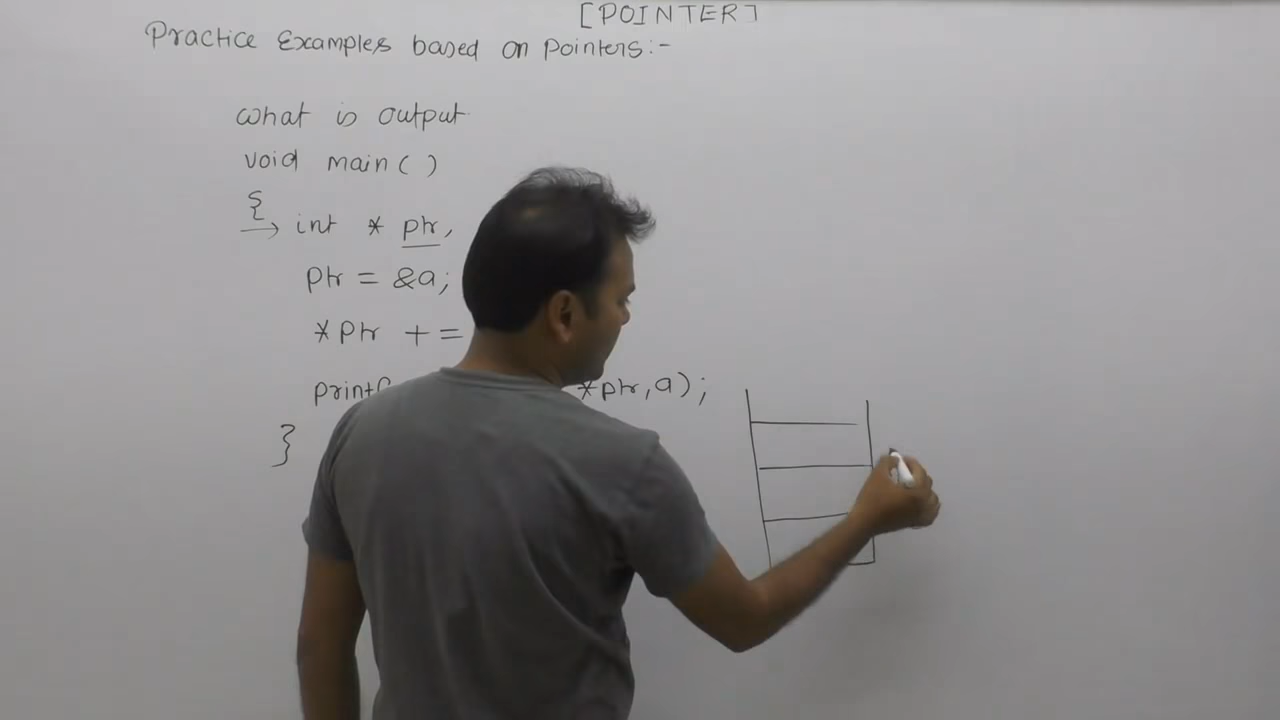 [POINTER]
Practice Examples based on Pointers:-
what is output
void main( )
{
→ int * ptr,
ptr = &a;
*ptr + =
printf *ptr,a);
}